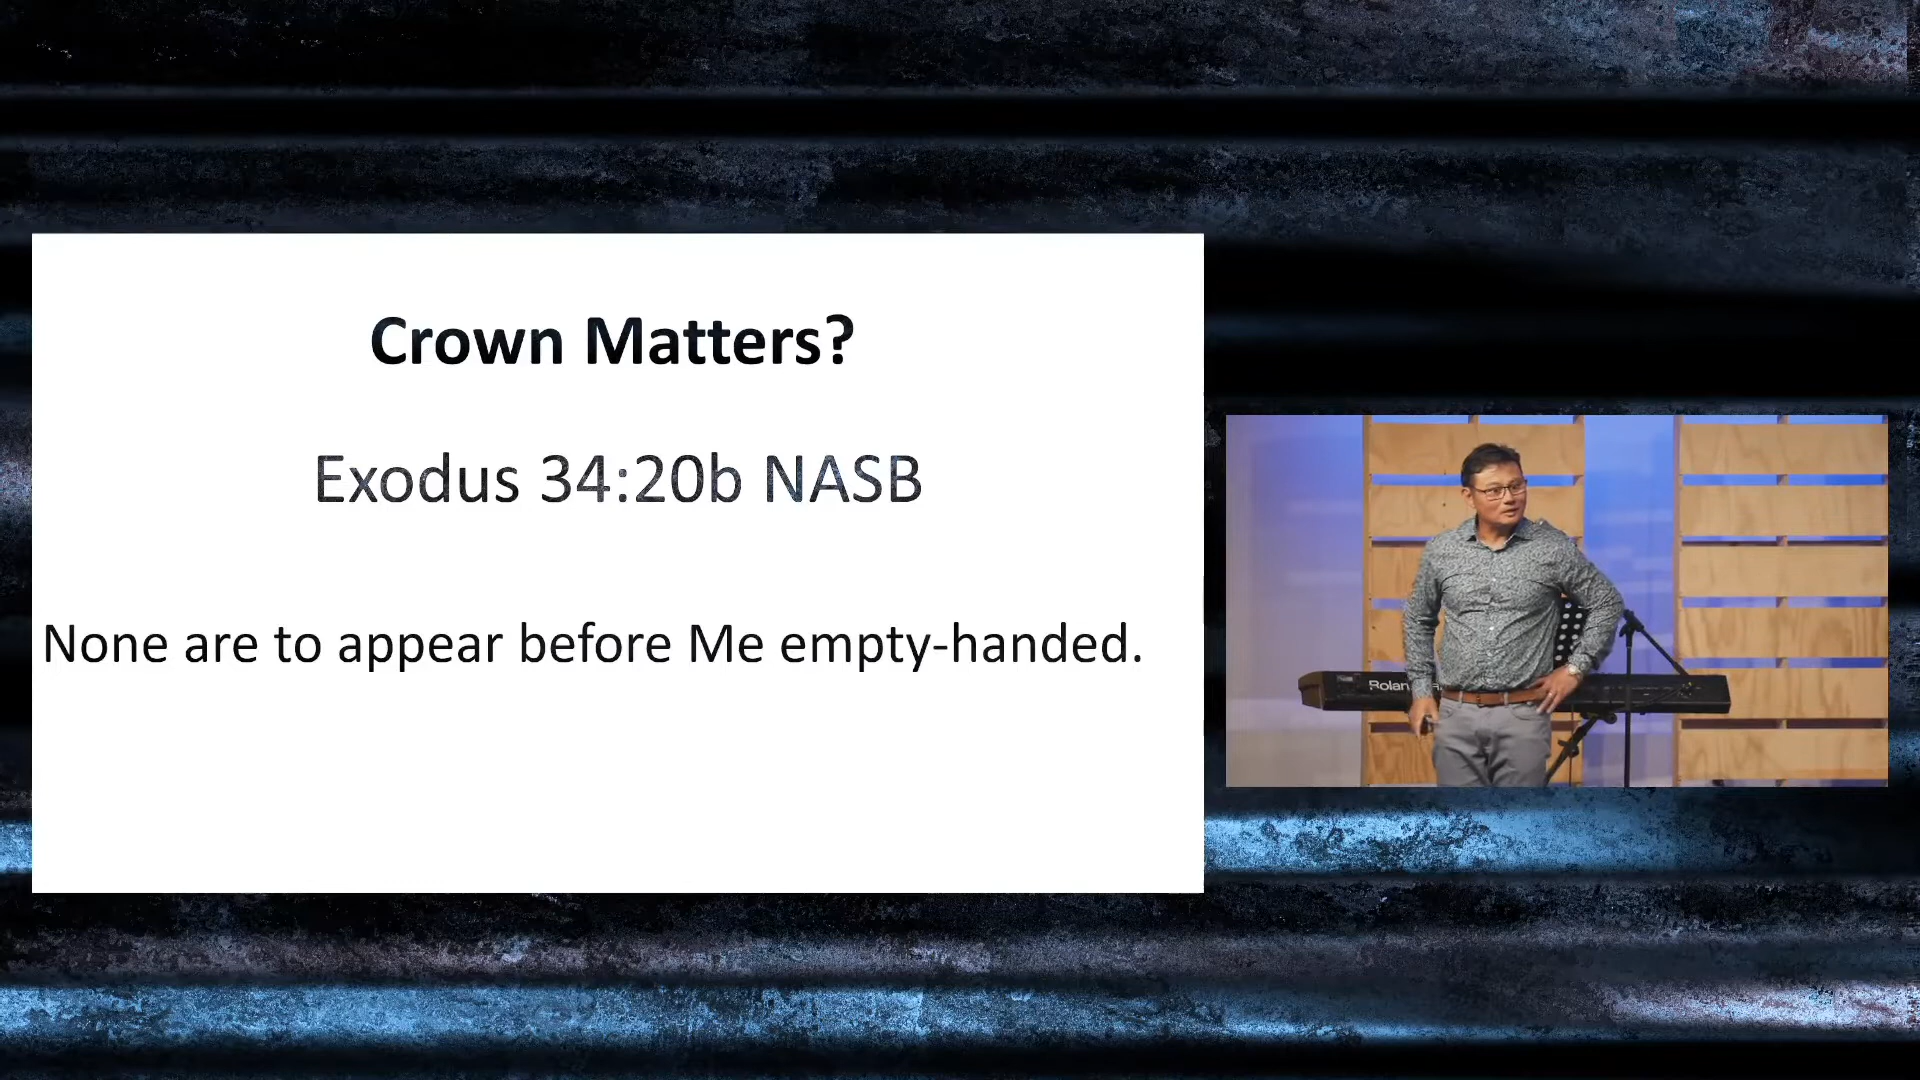 Crown Matters?
Exodus 34:20b NASB
None are to appear before Me empty-handed.
Rolan